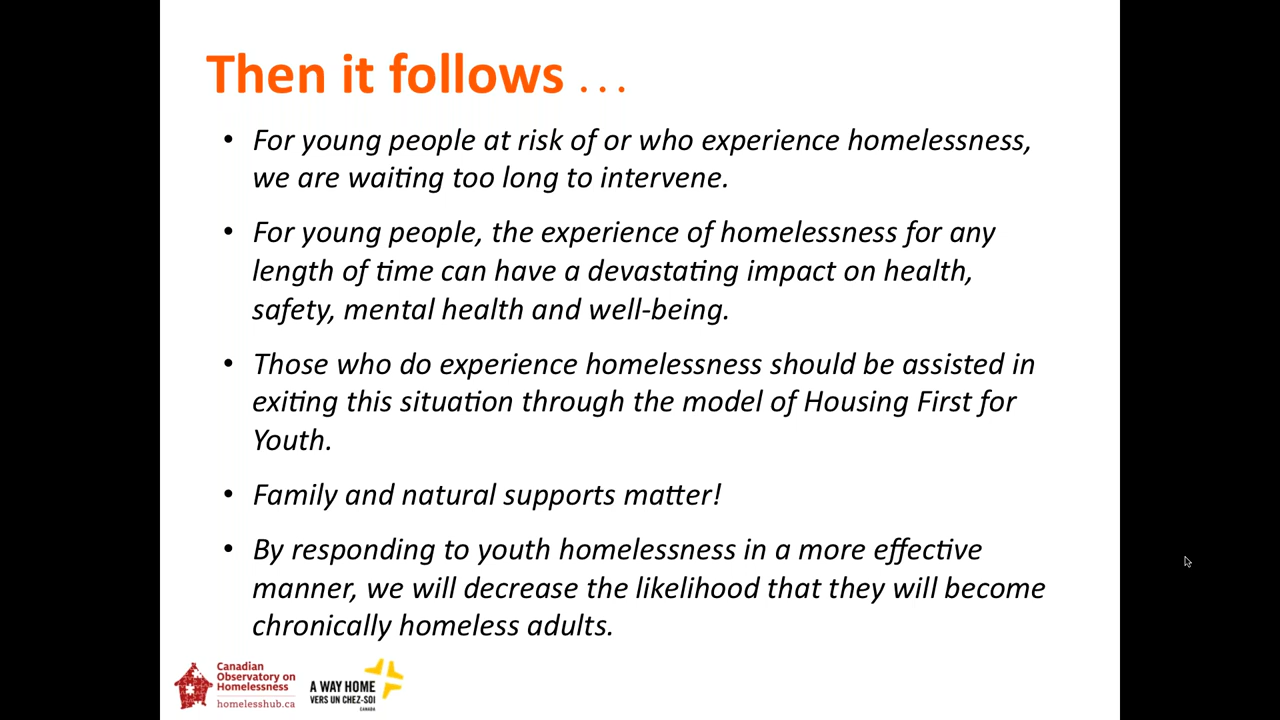 Then it follows ...
• For young people at risk of or who experience homelessness,
we are waiting too long to intervene.
• For young people, the experience of homelessness for any
length of time can have a devastating impact on health,
safety, mental health and well-being.
• Those who do experience homelessness should be assisted in
exiting this situation through the model of Housing First for
Youth.
• Family and natural supports matter!
• By responding to youth homelessness in a more effective
manner, we will decrease the likelihood that they will become
chronically homeless adults.
Canadian
Observatory on
Homelessness
homelesshub.ca
A WAY HOME
VERS UN CHEZ-SOI
CANADA